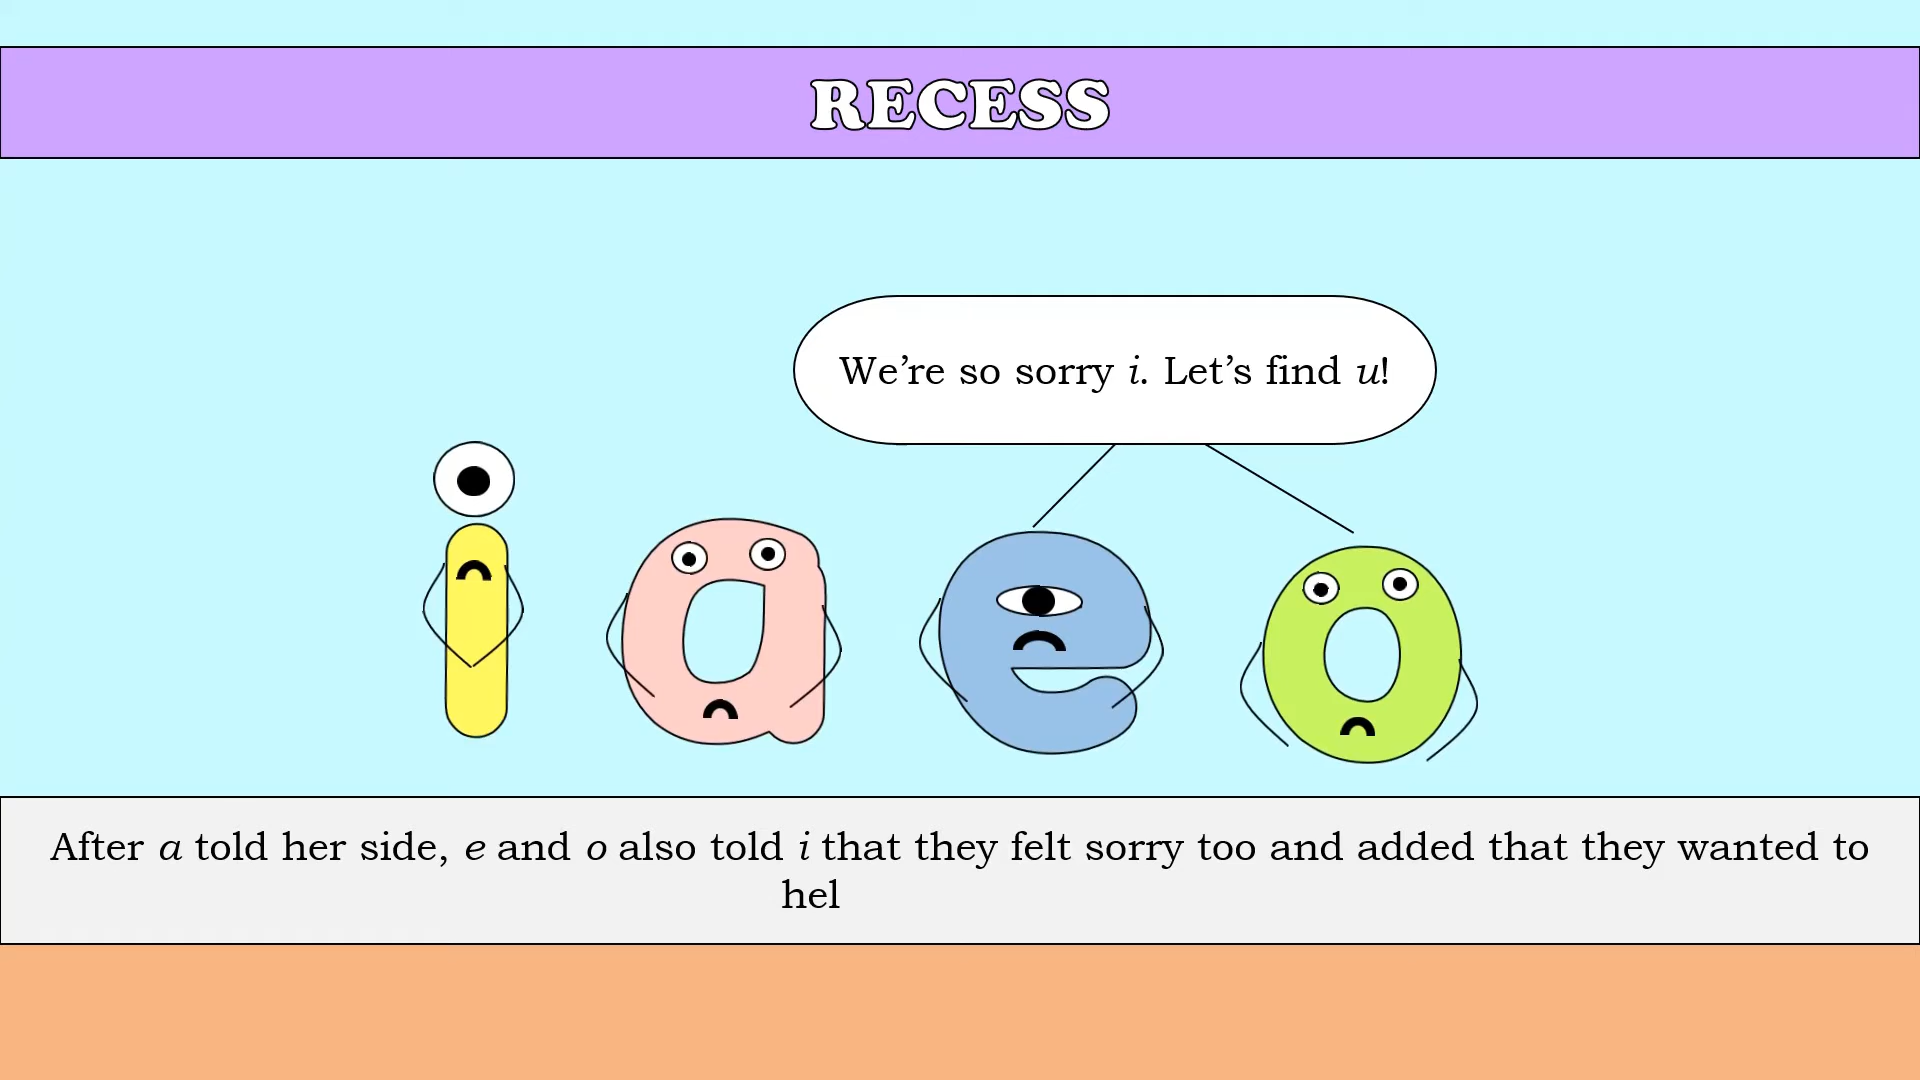 RECESS
We're so sorry i. Let's find u!
After a told her side, e and o also told i that they felt sorry too and added that they wanted to
hel